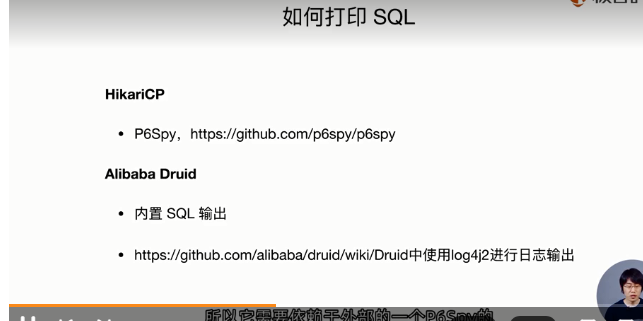 如何打印 SQL
HikariCP
• P6Spy，https://github.com/p6spy/p6spy
Alibaba Druid
• 内置 SQL 输出
• https://github.com/alibaba/druid/wiki/Druid中使用log4j2进行日志输出
所以它需要依赖于外部的一个P6Spy的